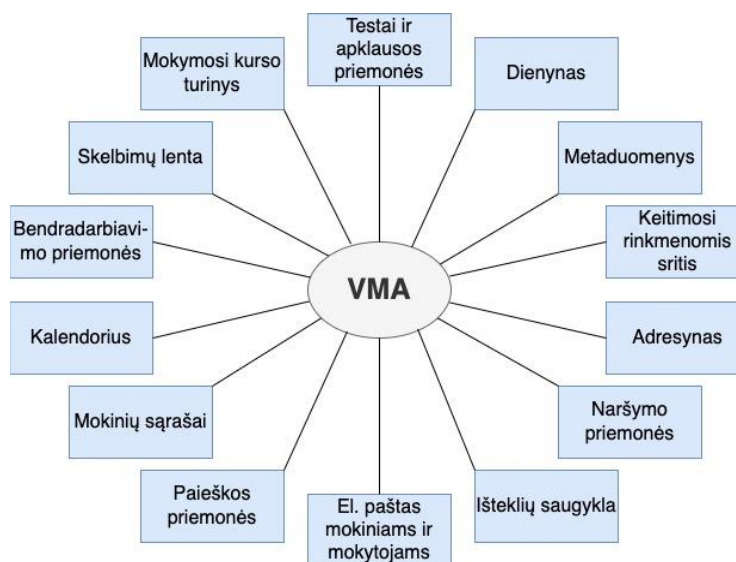 Testai ir
apklausos
priemonės
Mokymosi kurso
turinys
Dienynas
Skelbimų lenta
Metaduomenys
Bendradarbiavi-
mo priemonės
Keitimosi
rinkmenomis
sritis
VMA
Kalendorius
Adresynas
Mokinių sąrašai
Naršymo
priemonės
Paieškos
priemonės
El. paštas
mokiniams ir
mokytojams
Išteklių saugykla